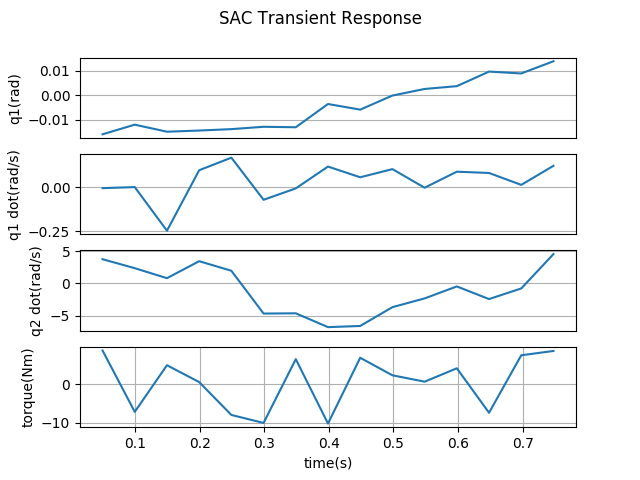 SAC Transient Response
q1(rad)
0.01
0.00
−0.01
q1 dot(rad/s)
0.00
−0.25
q2 dot(rad/s)
5
0
−5
torque(Nm)
0
−10
0.1 0.2 0.3 0.4 0.5 0.6 0.7
time(s)